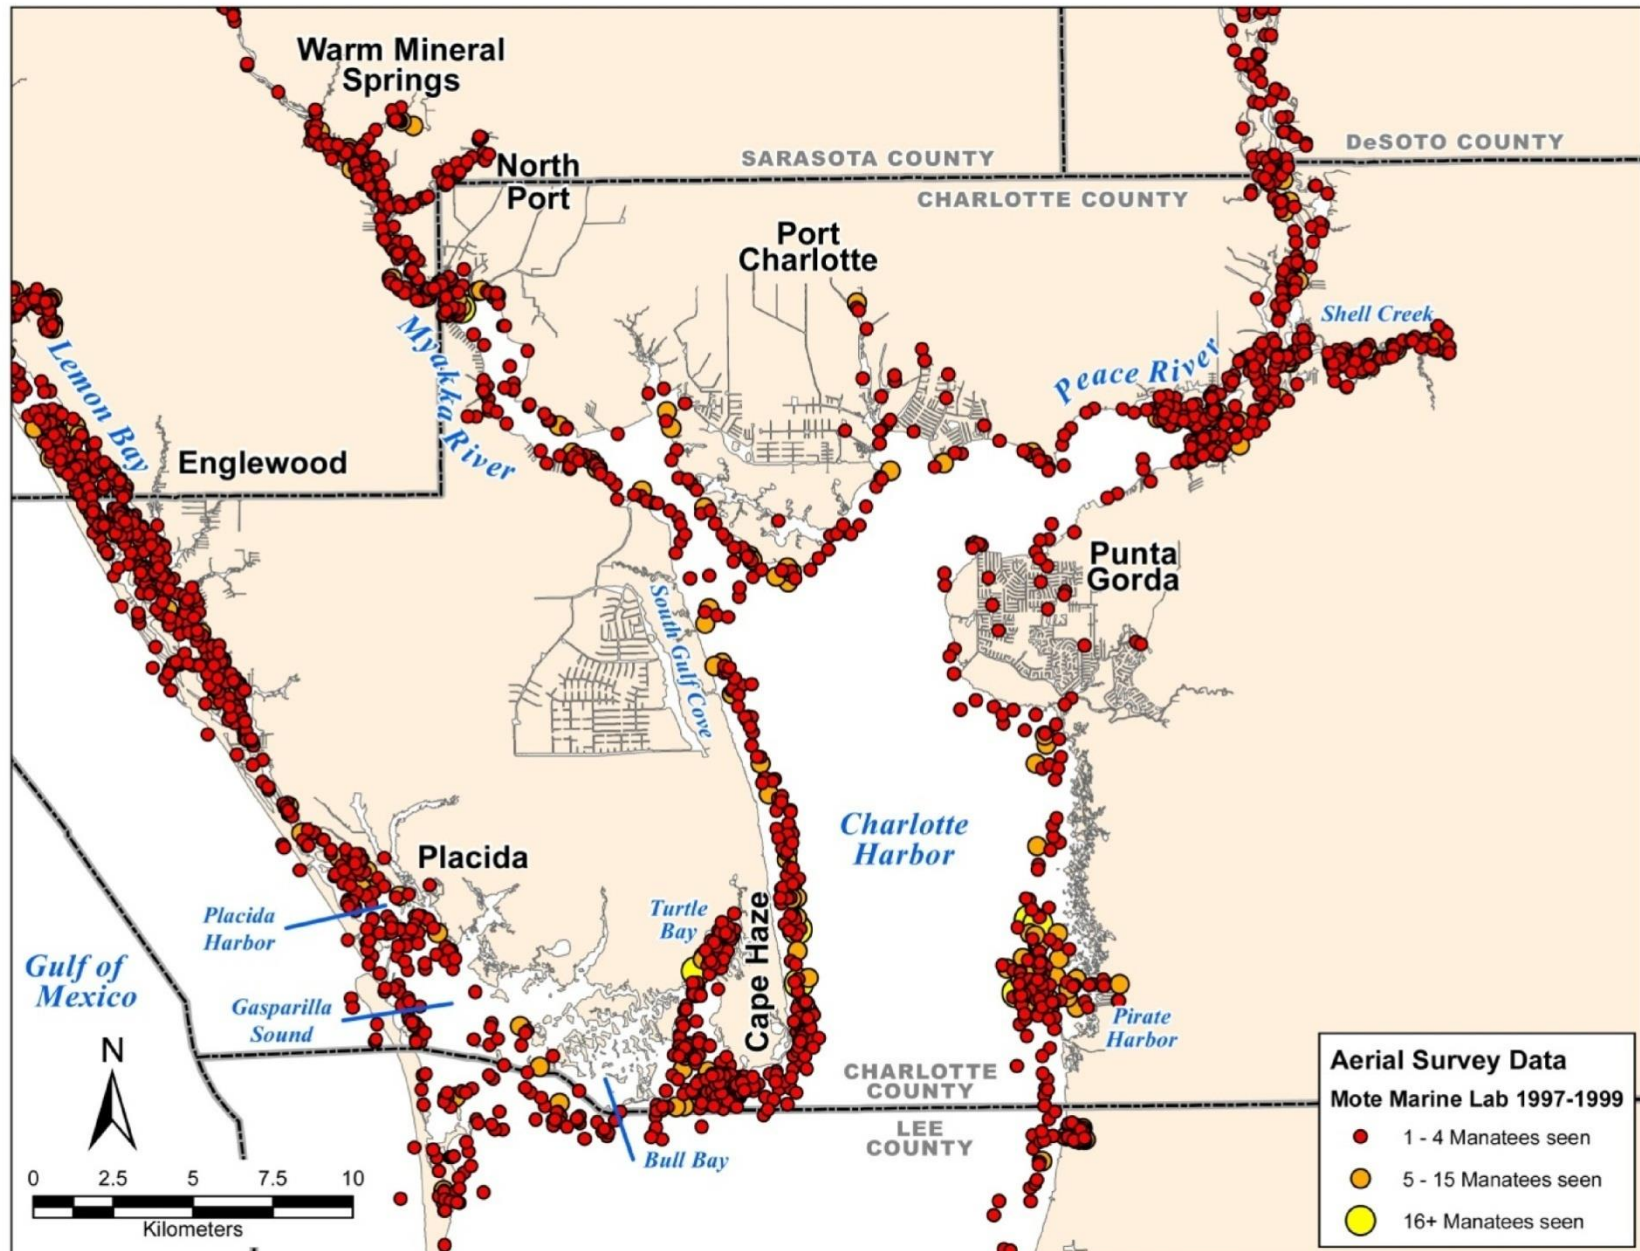 Warm Mineral
Springs
North
Port
SARASOTA COUNTY
DeSOTO COUNTY
CHARLOTTE COUNTY
Port
Charlotte
Shell Creek
Peace River
Myakka River
Lemon Bay
Englewood
Punta
Gorda
South Gulf Cove
Charlotte
Harbor
Placida
Placida
Harbor
Turtle
Bay
Cape Haze
Gulf of
Mexico
Gasparilla
Sound
Pirate
Harbor
CHARLOTTE
COUNTY
LEE
COUNTY
Bull Bay
N
0 2.5 5 7.5 10
Kilometers
Aerial Survey Data
Mote Marine Lab 1997-1999
1 - 4 Manatees seen
5 - 15 Manatees seen
16+ Manatees seen